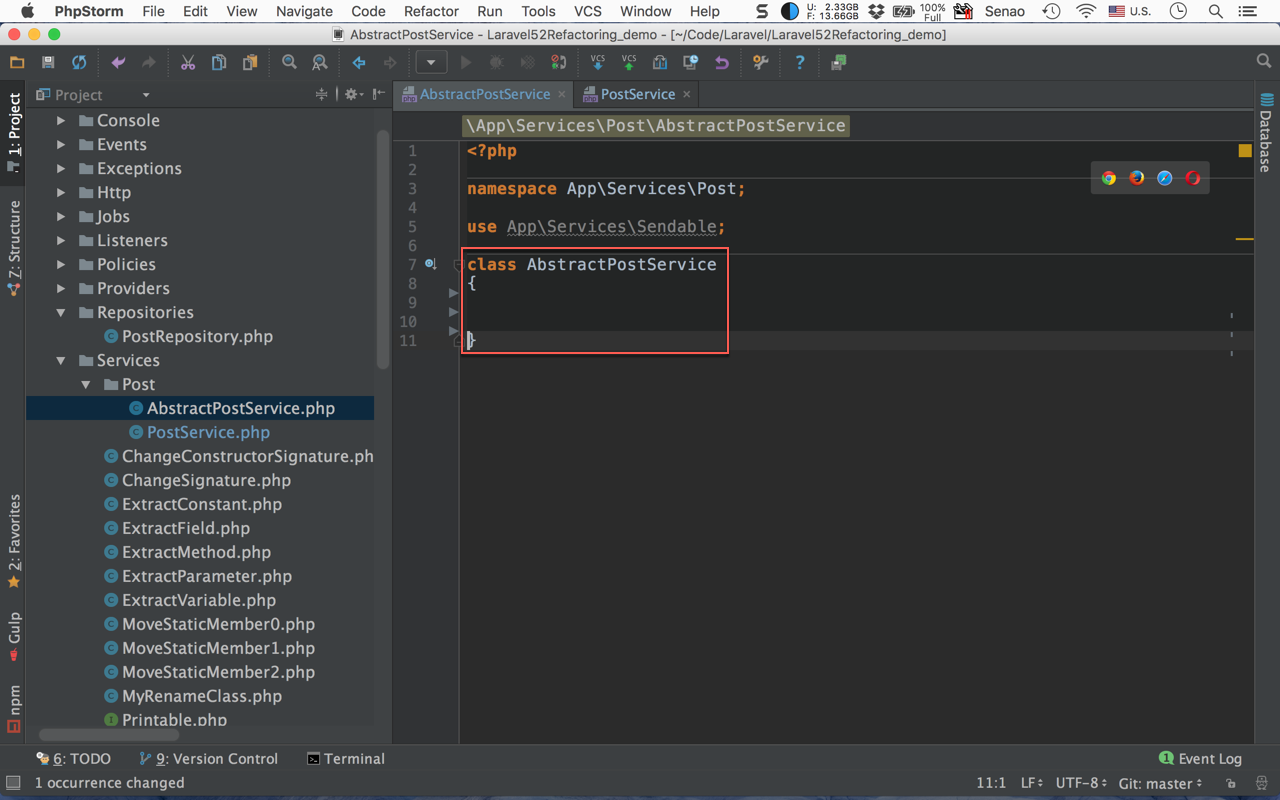 PhpStorm File Edit View Navigate Code Refactor Run Tools VCS Window Help U: 2.33GB F: 13.66GB 100% Full Senao U.S.
AbstractPostService - Laravel52Refactoring_demo - [~/Code/Laravel/Laravel52Refactoring_demo]
VCS VCS ?
1: Project
7: Structure
2: Favorites
Gulp
npm
Project
Console
Events
Exceptions
Http
Jobs
Listeners
Policies
Providers
Repositories
PostRepository.php
Services
Post
AbstractPostService.php
PostService.php
ChangeConstructorSignature.ph
ChangeSignature.php
ExtractConstant.php
ExtractField.php
ExtractMethod.php
ExtractParameter.php
ExtractVariable.php
MoveStaticMember0.php
MoveStaticMember1.php
MoveStaticMember2.php
MyRenameClass.php
Printable.php
AbstractPostService PostService
\App\Services\Post\AbstractPostService
1 <?php
2
3 namespace App\Services\Post;
4
5 use App\Services\Sendable;
6
7 class AbstractPostService
8 {
9
10
11 }
Database
6: TODO 9: Version Control Terminal 1 Event Log
1 occurrence changed 11:1 LF UTF-8 Git: master